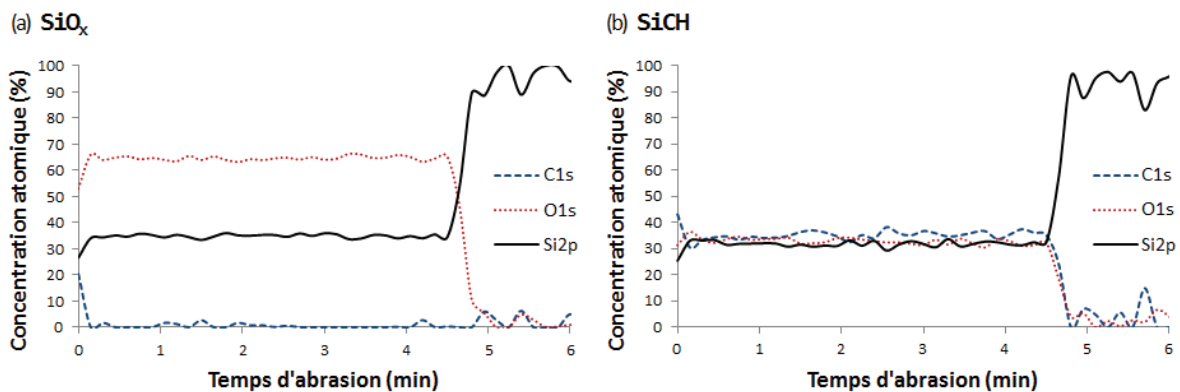 (a) SiOx
Concentration atomique (%)
100
90
80
70
60
50
40
30
20
10
0
C1s
O1s
Si2p
0 1 2 3 4 5 6
Temps d'abrasion (min)
(b) SiCH
Concentration atomique (%)
100
90
80
70
60
50
40
30
20
10
0
C1s
O1s
Si2p
0 1 2 3 4 5 6
Temps d'abrasion (min)